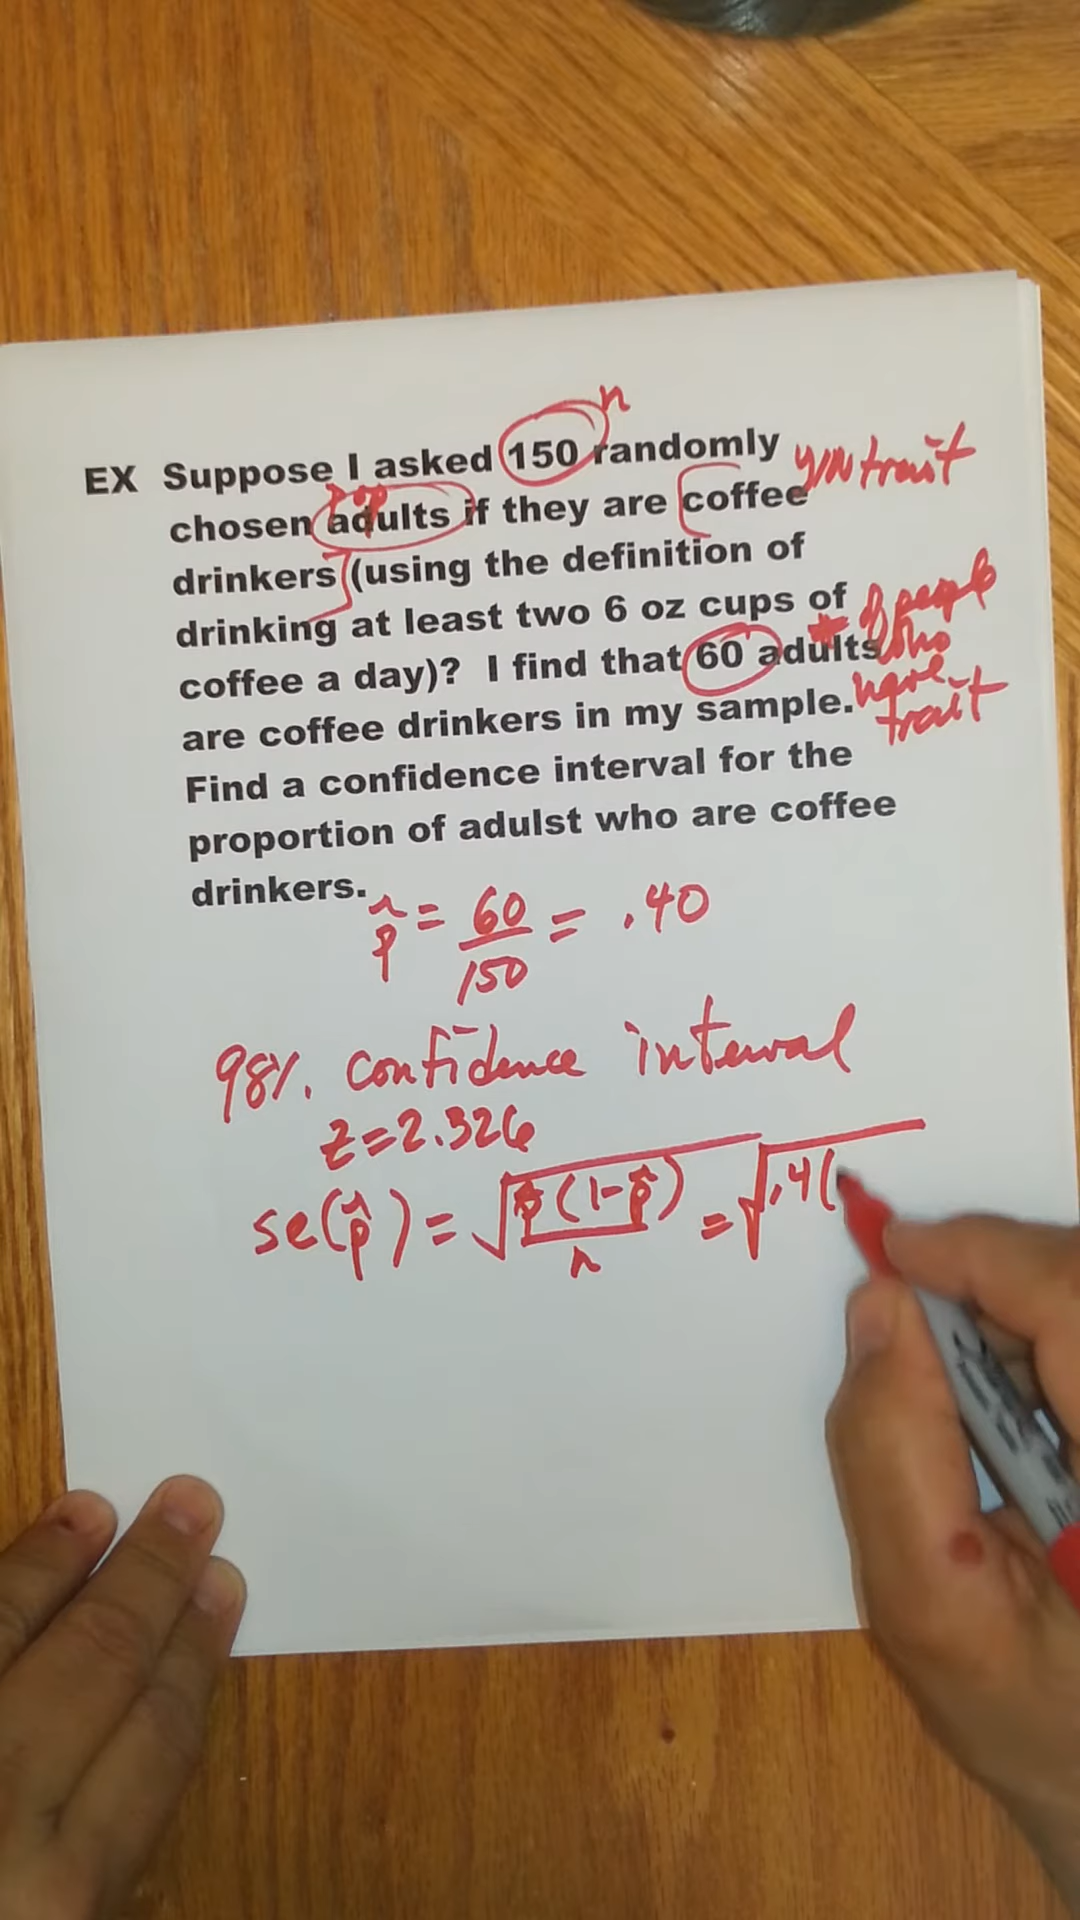 n
EX Suppose I asked 150 randomly
y/n trait
pop
chosen adults if they are coffee
drinkers (using the definition of
drinking at least two 6 oz cups of
# of people
coffee a day)? I find that 60 adults
who
have
are coffee drinkers in my sample.
trait
Find a confidence interval for the
proportion of adulst who are coffee
drinkers.
p̂ = 60/150 = .40
98% confidence interval
z=2.326
se(p̂) = √(p̂(1-p̂)/n) = √.4(